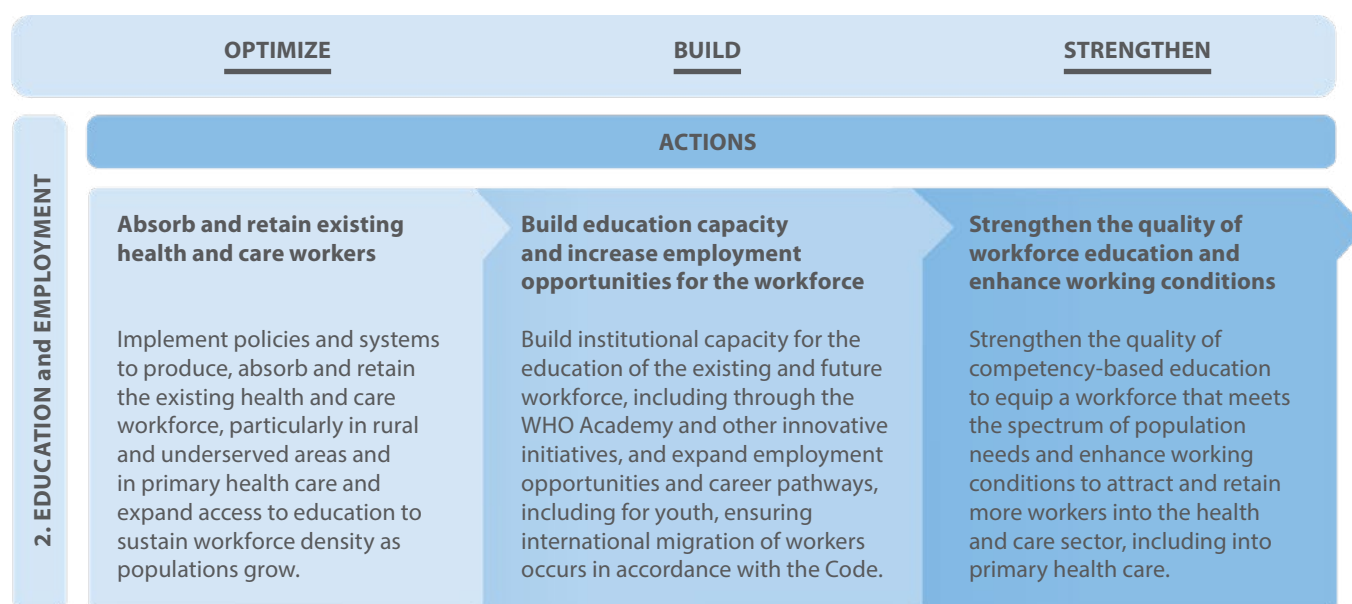 OPTIMIZE
BUILD
STRENGTHEN
ACTIONS
2. EDUCATION and EMPLOYMENT
Absorb and retain existing
health and care workers
Implement policies and systems
to produce, absorb and retain
the existing health and care
workforce, particularly in rural
and underserved areas and
in primary health care and
expand access to education to
sustain workforce density as
populations grow.
Build education capacity
and increase employment
opportunities for the workforce
Build institutional capacity for the
education of the existing and future
workforce, including through the
WHO Academy and other innovative
initiatives, and expand employment
opportunities and career pathways,
including for youth, ensuring
international migration of workers
occurs in accordance with the Code.
Strengthen the quality of
workforce education and
enhance working conditions
Strengthen the quality of
competency-based education
to equip a workforce that meets
the spectrum of population
needs and enhance working
conditions to attract and retain
more workers into the health
and care sector, including into
primary health care.